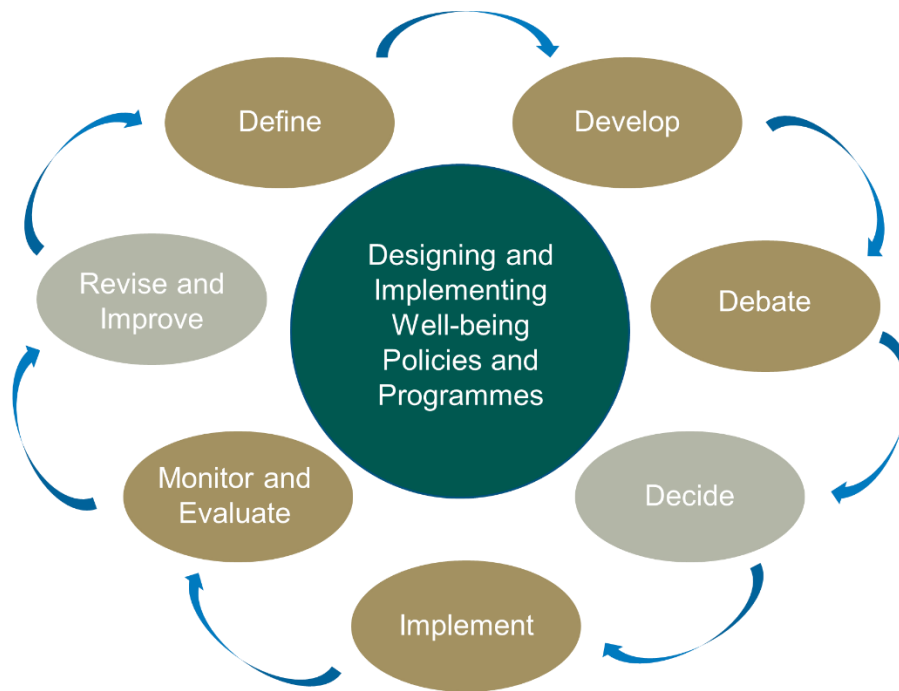 Define
Develop
Designing and
Implementing
Well-being
Policies and
Programmes
Debate
Decide
Implement
Monitor and
Evaluate
Revise and
Improve